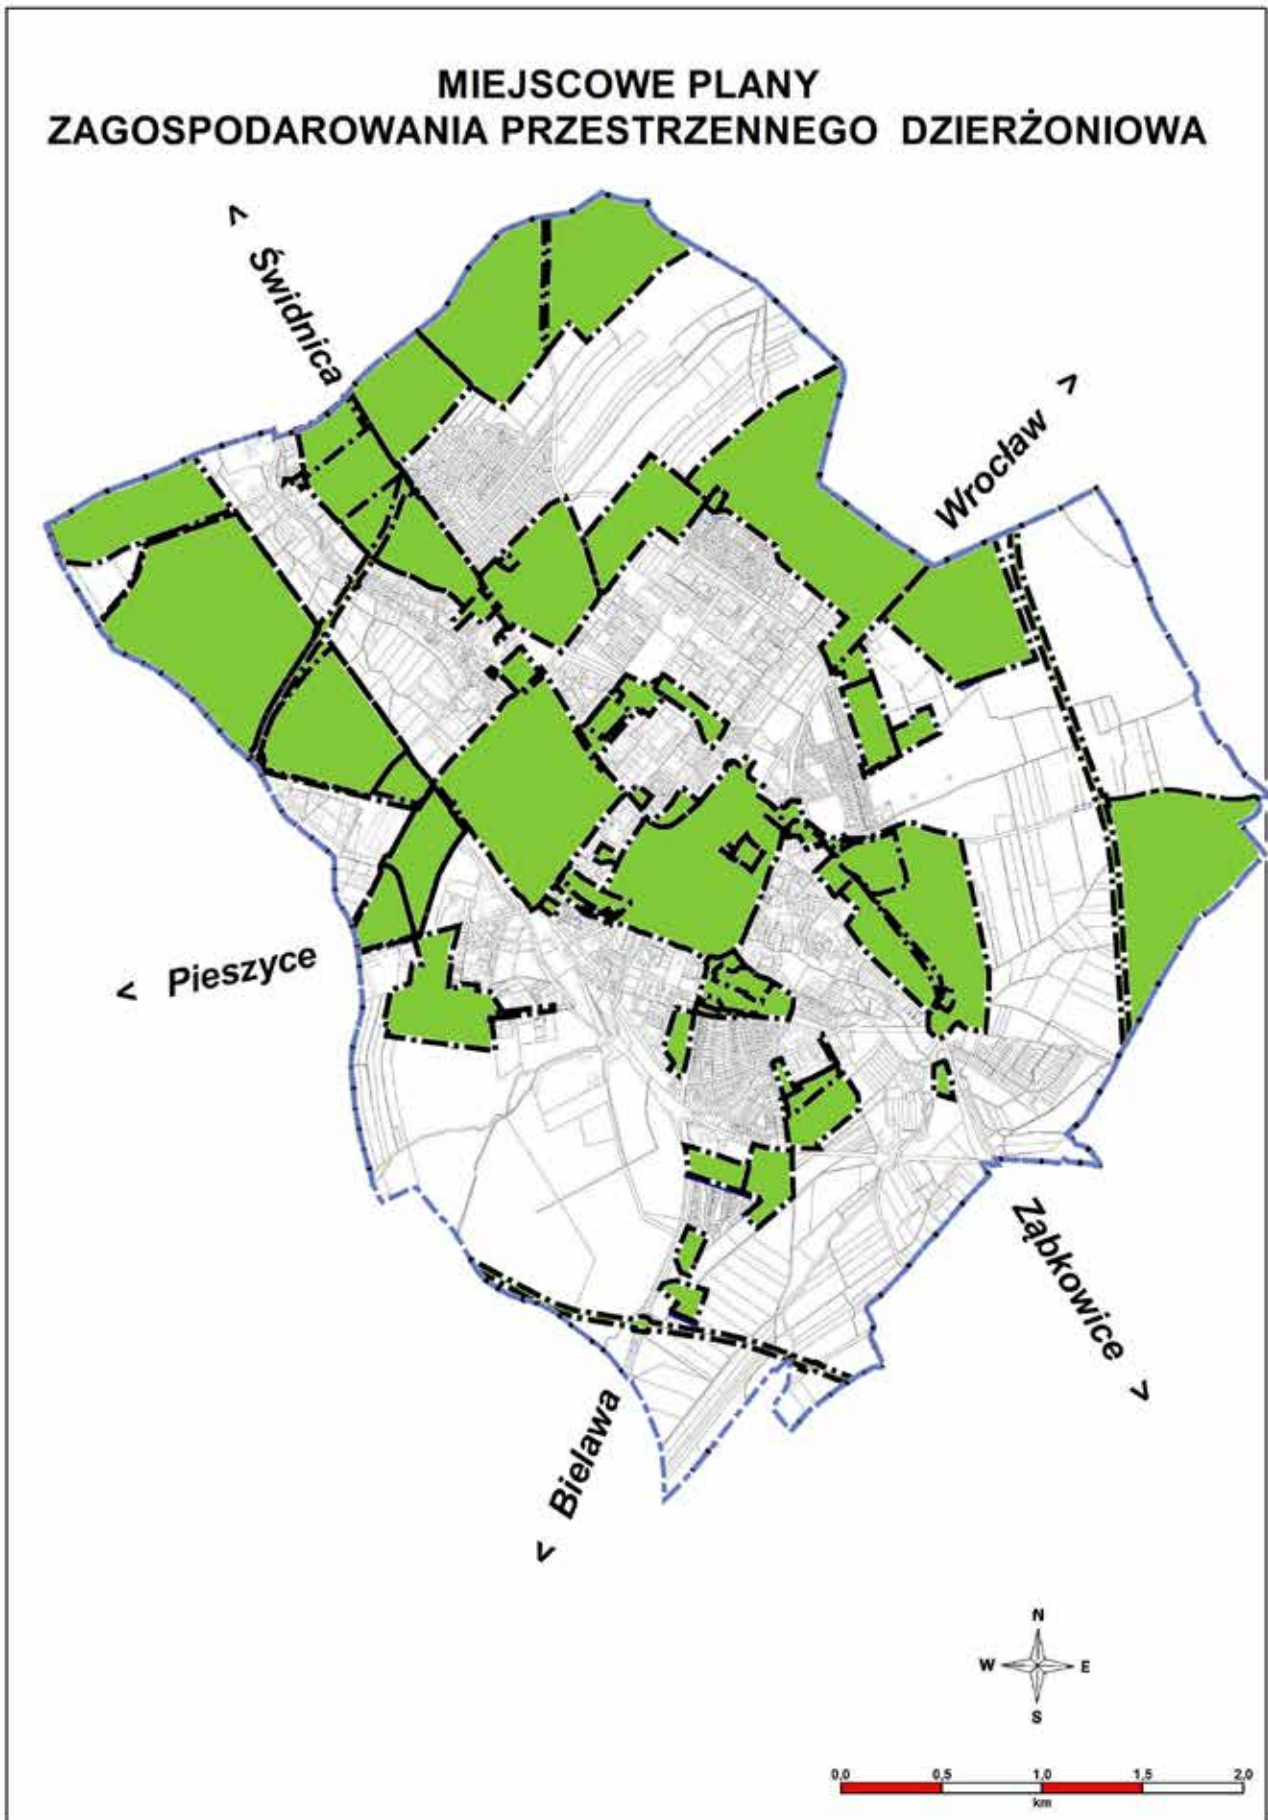 MIEJSCOWE PLANY
ZAGOSPODAROWANIA PRZESTRZENNEGO DZIERŻONIOWA
< Świdnica
Wrocław >
< Pieszyce
Ząbkowice >
< Bielawa
N
W E
S
0,0 0,5 1,0 1,5 2,0
km